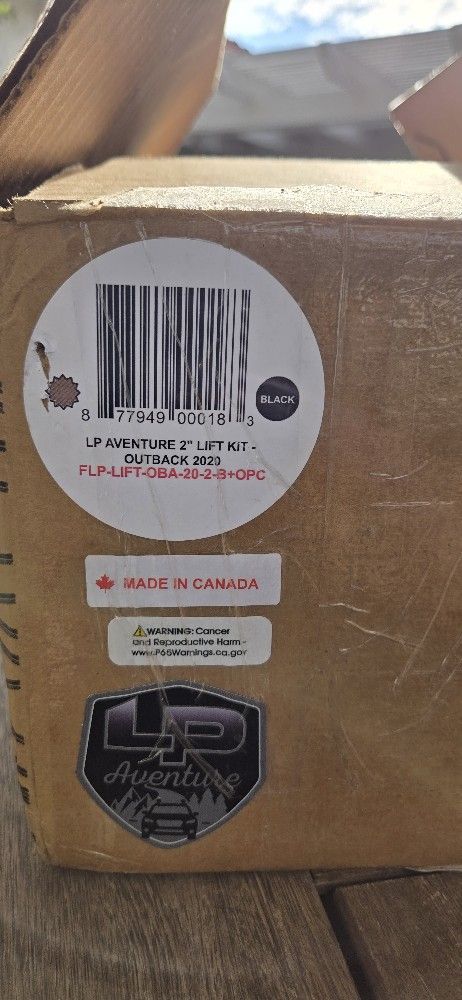 BLACK
8 77949 00018 3
LP AVENTURE 2" LIFT KIT -
OUTBACK 2020
FLP-LIFT-OBA-20-2-B+OPC
MADE IN CANADA
WARNING: Cancer
and Reproductive Harm -
www.P65Warnings.ca.gov
LP
Aventure